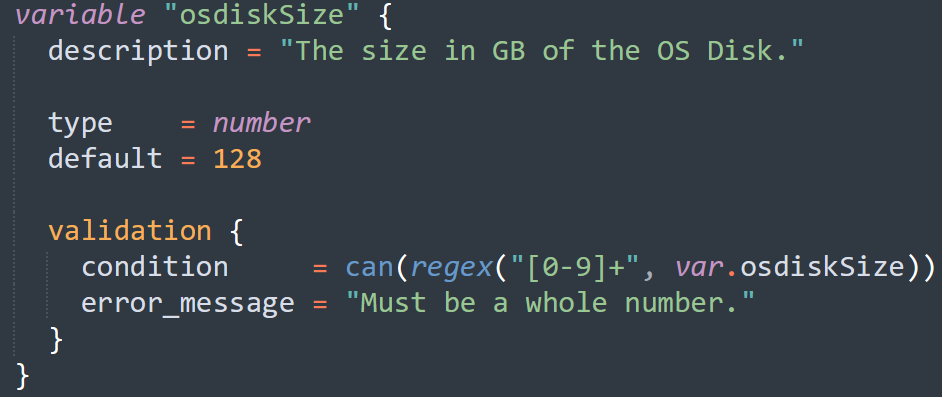 variable "osdiskSize" {
description = "The size in GB of the OS Disk."
type = number
default = 128
validation {
condition = can(regex("[0-9]+", var.osdiskSize))
error_message = "Must be a whole number."
}
}